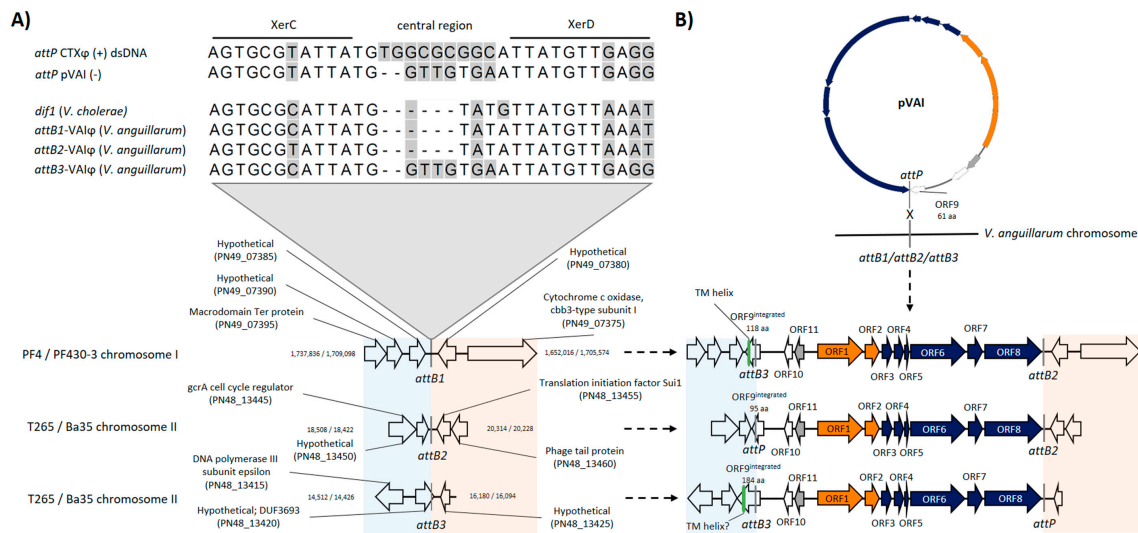 A)
XerC central region XerD
attP CTXφ (+) dsDNA AGTGCGTATTATGTGGCGCGGCATTATGTTGAGG
attP pVAI (-) AGTGCGTATTATG--GTTGTGAATTATGTTGAGG
dif1 (V. cholerae) AGTGCGCATTATG-----TATGTTATGTTAAAT
attB1-VAIφ (V. anguillarum) AGTGCGCATTATG-----TATATTATGTTAAAT
attB2-VAIφ (V. anguillarum) AGTGCGTATTATG-----TATATTATGTTAAAT
attB3-VAIφ (V. anguillarum) AGTGCGCATTATG--GTTGTGAATTATGTTGAGG
Hypothetical
(PN49_07385)
Hypothetical
(PN49_07380)
Hypothetical
(PN49_07390)
Macrodomain Ter protein
(PN49_07395)
Cytochrome c oxidase,
cbb3-type subunit I
(PN49_07375)
PF4 / PF430-3 chromosome I
1,737,836 / 1,709,098
1,652,016 / 1,705,574
attB1
gcrA cell cycle regulator
(PN48_13445)
Translation initiation factor Sui1
(PN48_13455)
T265 / Ba35 chromosome II
18,508 / 18,422
20,314 / 20,228
Hypothetical
(PN48_13450)
attB2
Phage tail protein
(PN48_13460)
DNA polymerase III
subunit epsilon
(PN48_13415)
T265 / Ba35 chromosome II
14,512 / 14,426
16,180 / 16,094
Hypothetical; DUF3693
(PN48_13420)
attB3
Hypothetical
(PN48_13425)
B)
pVAI
attP
ORF9
61 aa
X
V. anguillarum chromosome
attB1/attB2/attB3
TM helix
ORF9integrated
118 aa
ORF11
ORF2
ORF4
ORF7
ORF1
ORF6
ORF8
attB3
ORF10
ORF3
ORF5
attB2
ORF9integrated
95 aa
ORF11
ORF2
ORF4
ORF7
ORF1
ORF6
ORF8
attP
ORF10
ORF3
ORF5
attB2
ORF9integrated
184 aa
ORF11
ORF2
ORF4
ORF7
ORF1
ORF6
ORF8
TM helix?
attB3
ORF10
ORF3
ORF5
attP